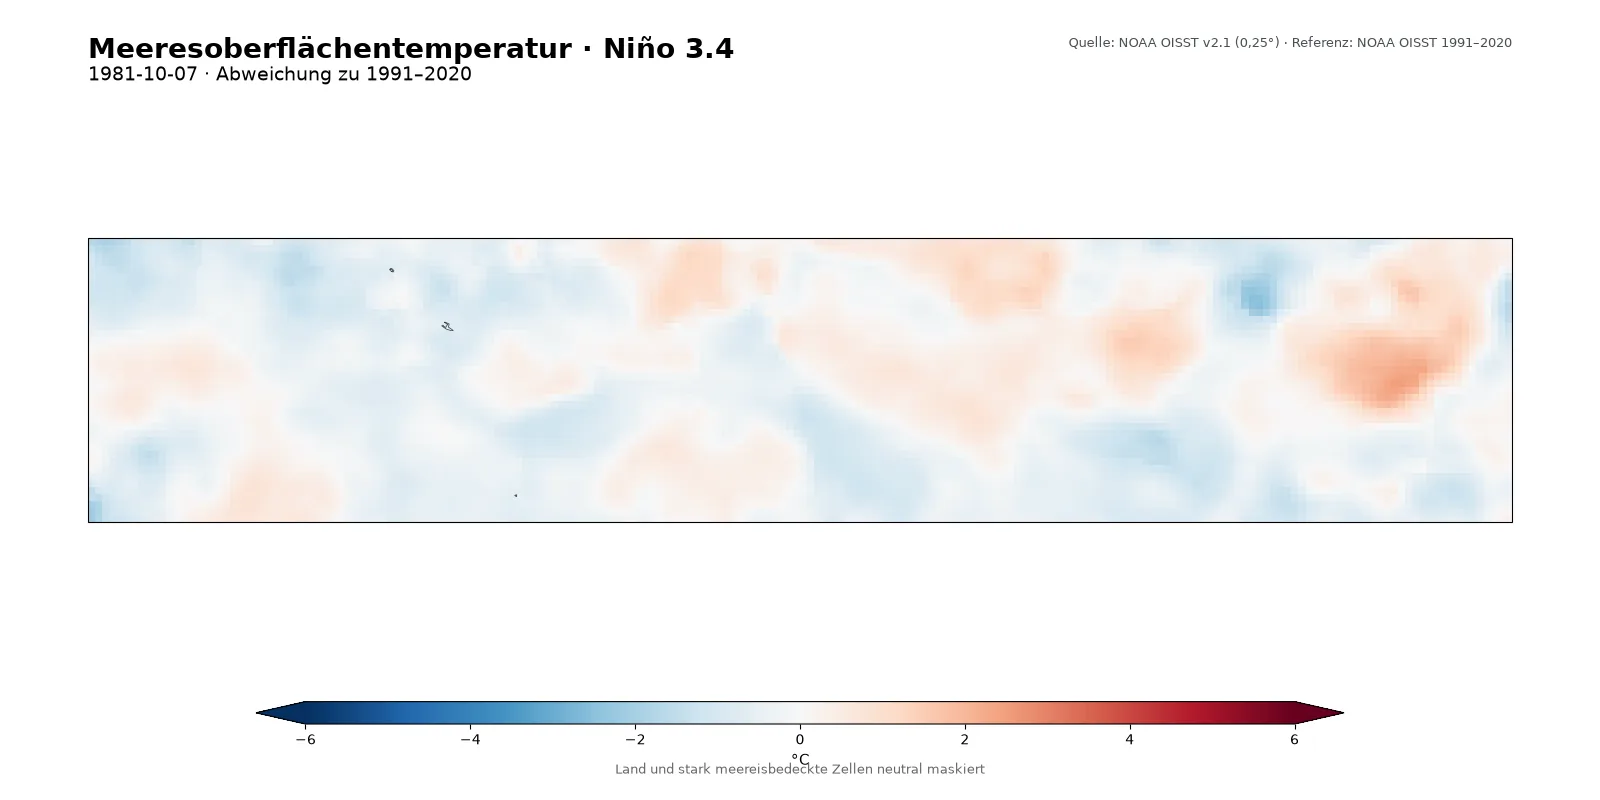 Meeresoberflächentemperatur · Niño 3.4
1981-10-07 · Abweichung zu 1991–2020
Quelle: NOAA OISST v2.1 (0,25°) · Referenz: NOAA OISST 1991–2020
−6 −4 −2 0 2 4 6
°C
Land und stark meereisbedeckte Zellen neutral maskiert